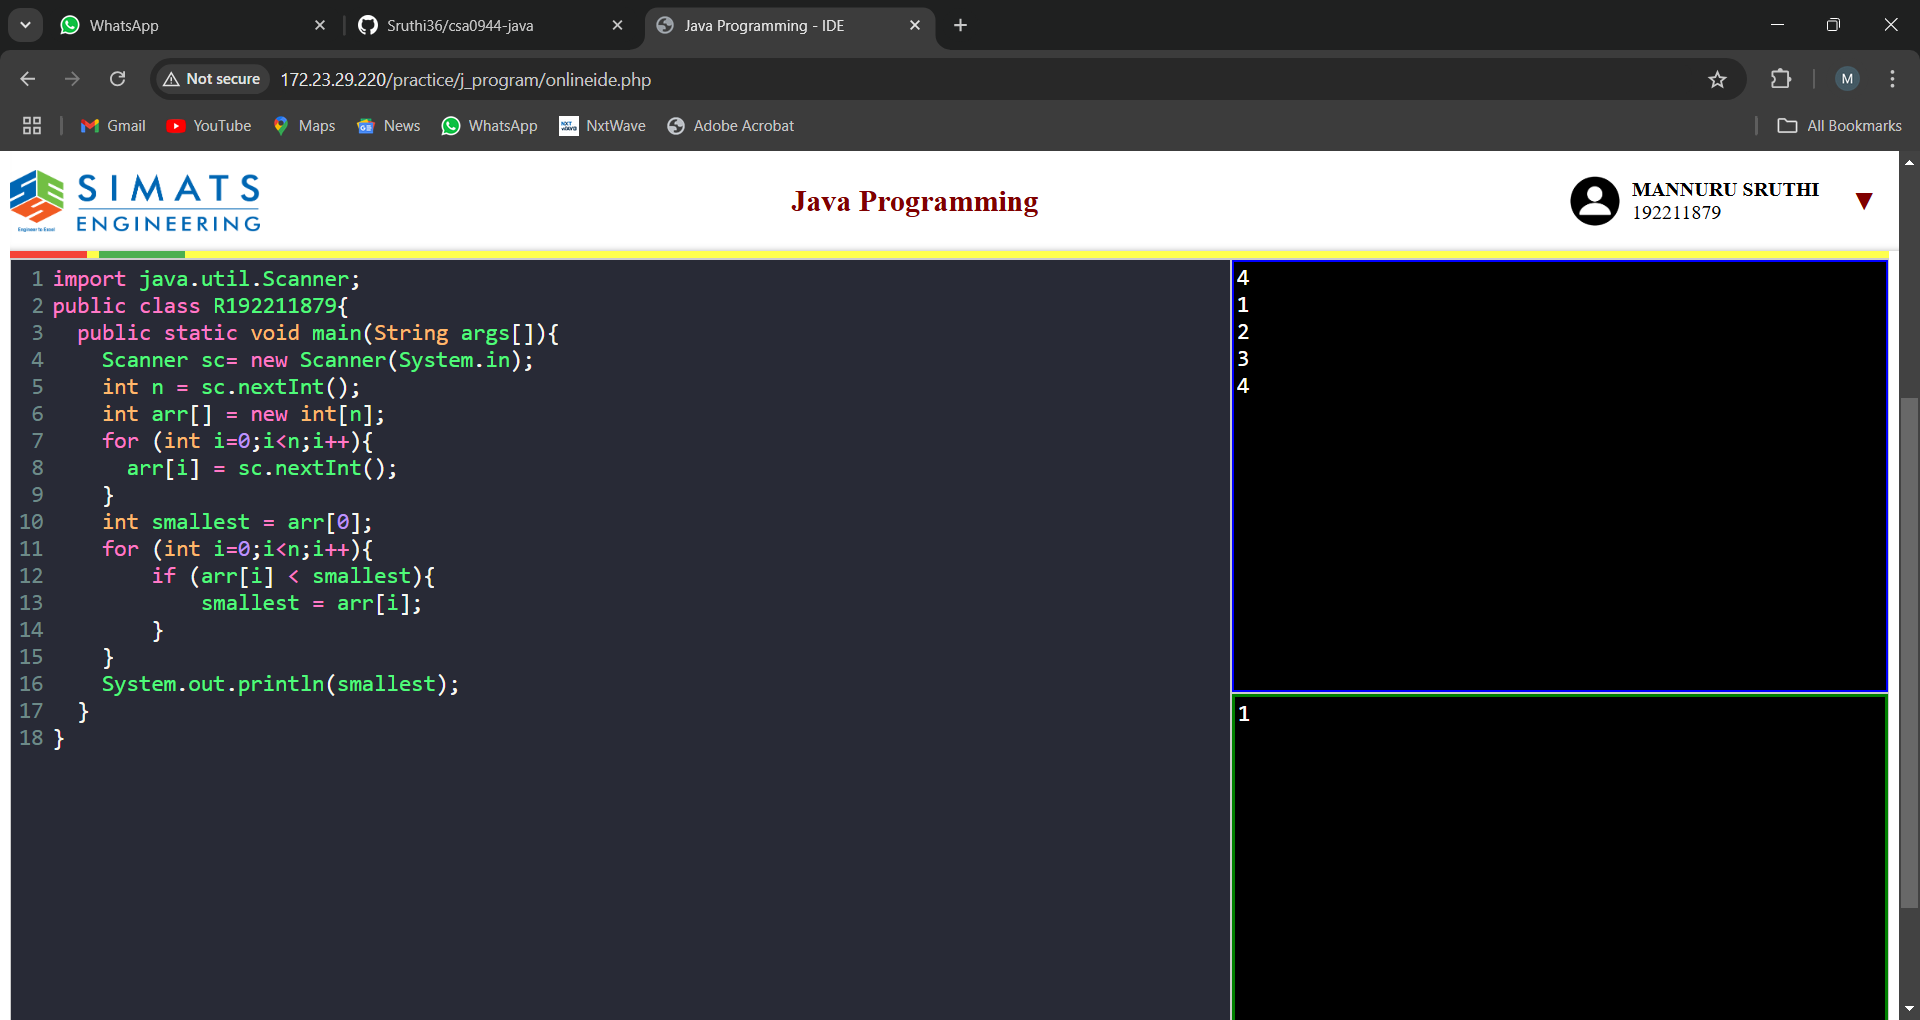 WhatsApp
Sruthi36/csa0944-java
Java Programming - IDE
Not secure
172.23.29.220/practice/j_program/onlineide.php
M
Gmail
YouTube
Maps
News
WhatsApp
NxtWave
Adobe Acrobat
All Bookmarks
SIMATS
ENGINEERING
Engineer to Excel
Java Programming
MANNURU SRUTHI
192211879
1 import java.util.Scanner;
2 public class R192211879{
3   public static void main(String args[]){
4     Scanner sc= new Scanner(System.in);
5     int n = sc.nextInt();
6     int arr[] = new int[n];
7     for (int i=0;i<n;i++){
8       arr[i] = sc.nextInt();
9     }
10     int smallest = arr[0];
11     for (int i=0;i<n;i++){
12         if (arr[i] < smallest){
13             smallest = arr[i];
14         }
15     }
16     System.out.println(smallest);
17   }
18 }
4
1
2
3
4
1